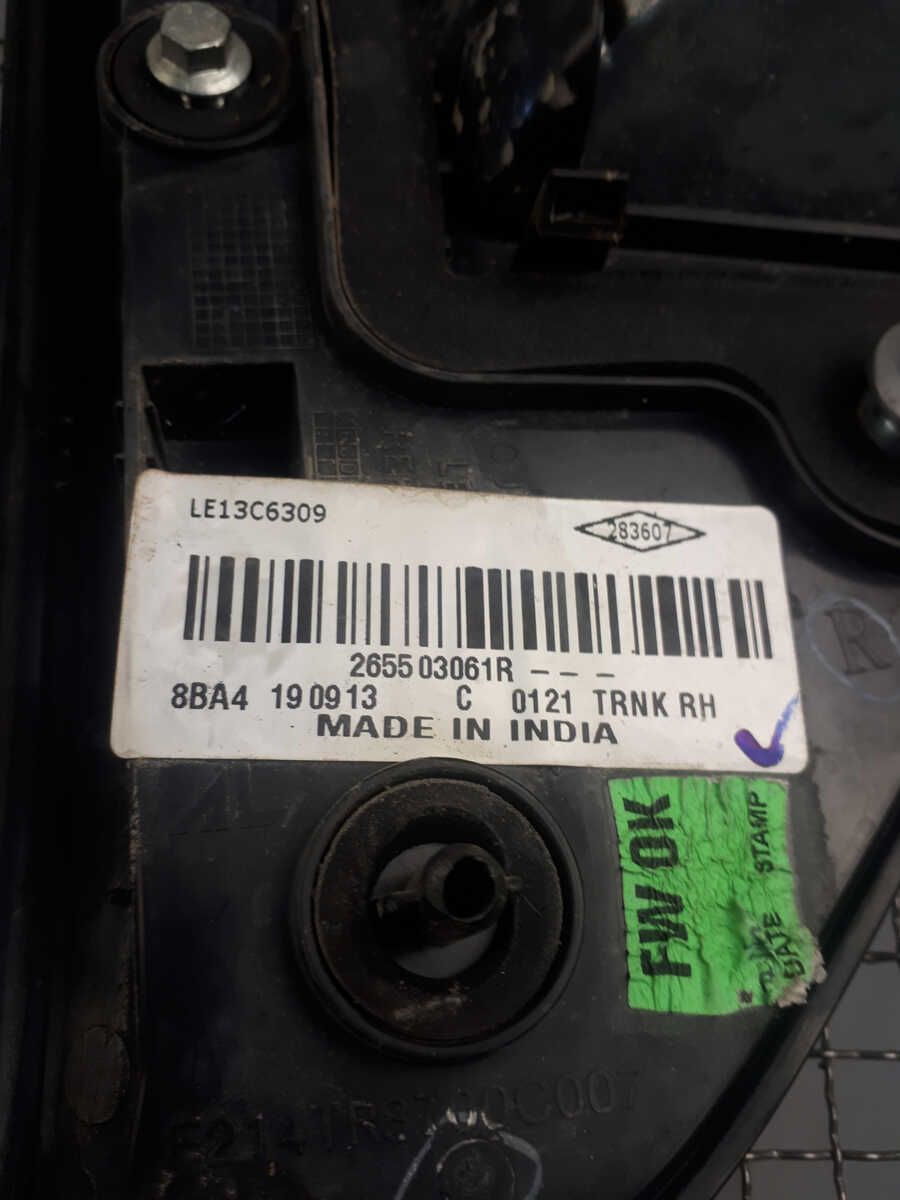 LE13C6309
283607
265503061R - - -
8BA4 190913 C 0121 TRNK RH
MADE IN INDIA
R
FW OK
STAMP
DATE